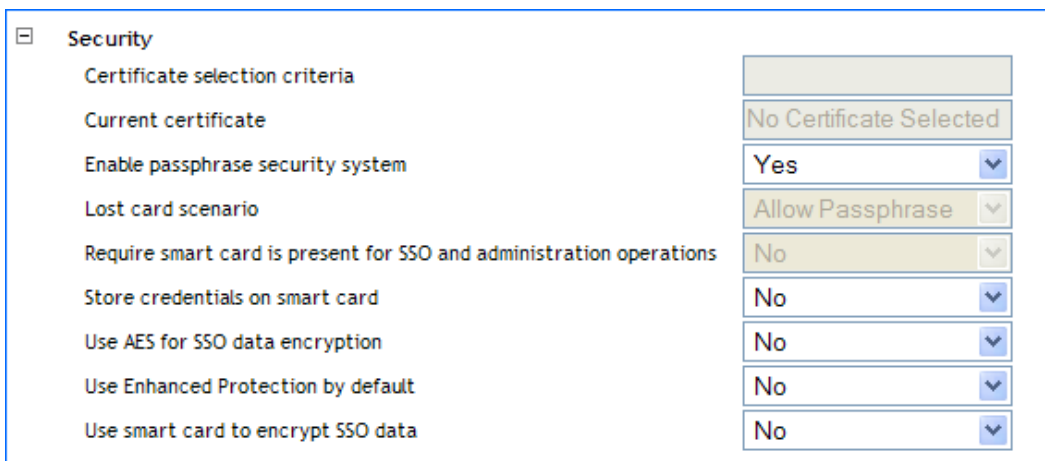 Security
Certificate selection criteria
Current certificate No Certificate Selected
Enable passphrase security system Yes
Lost card scenario Allow Passphrase
Require smart card is present for SSO and administration operations No
Store credentials on smart card No
Use AES for SSO data encryption No
Use Enhanced Protection by default No
Use smart card to encrypt SSO data No